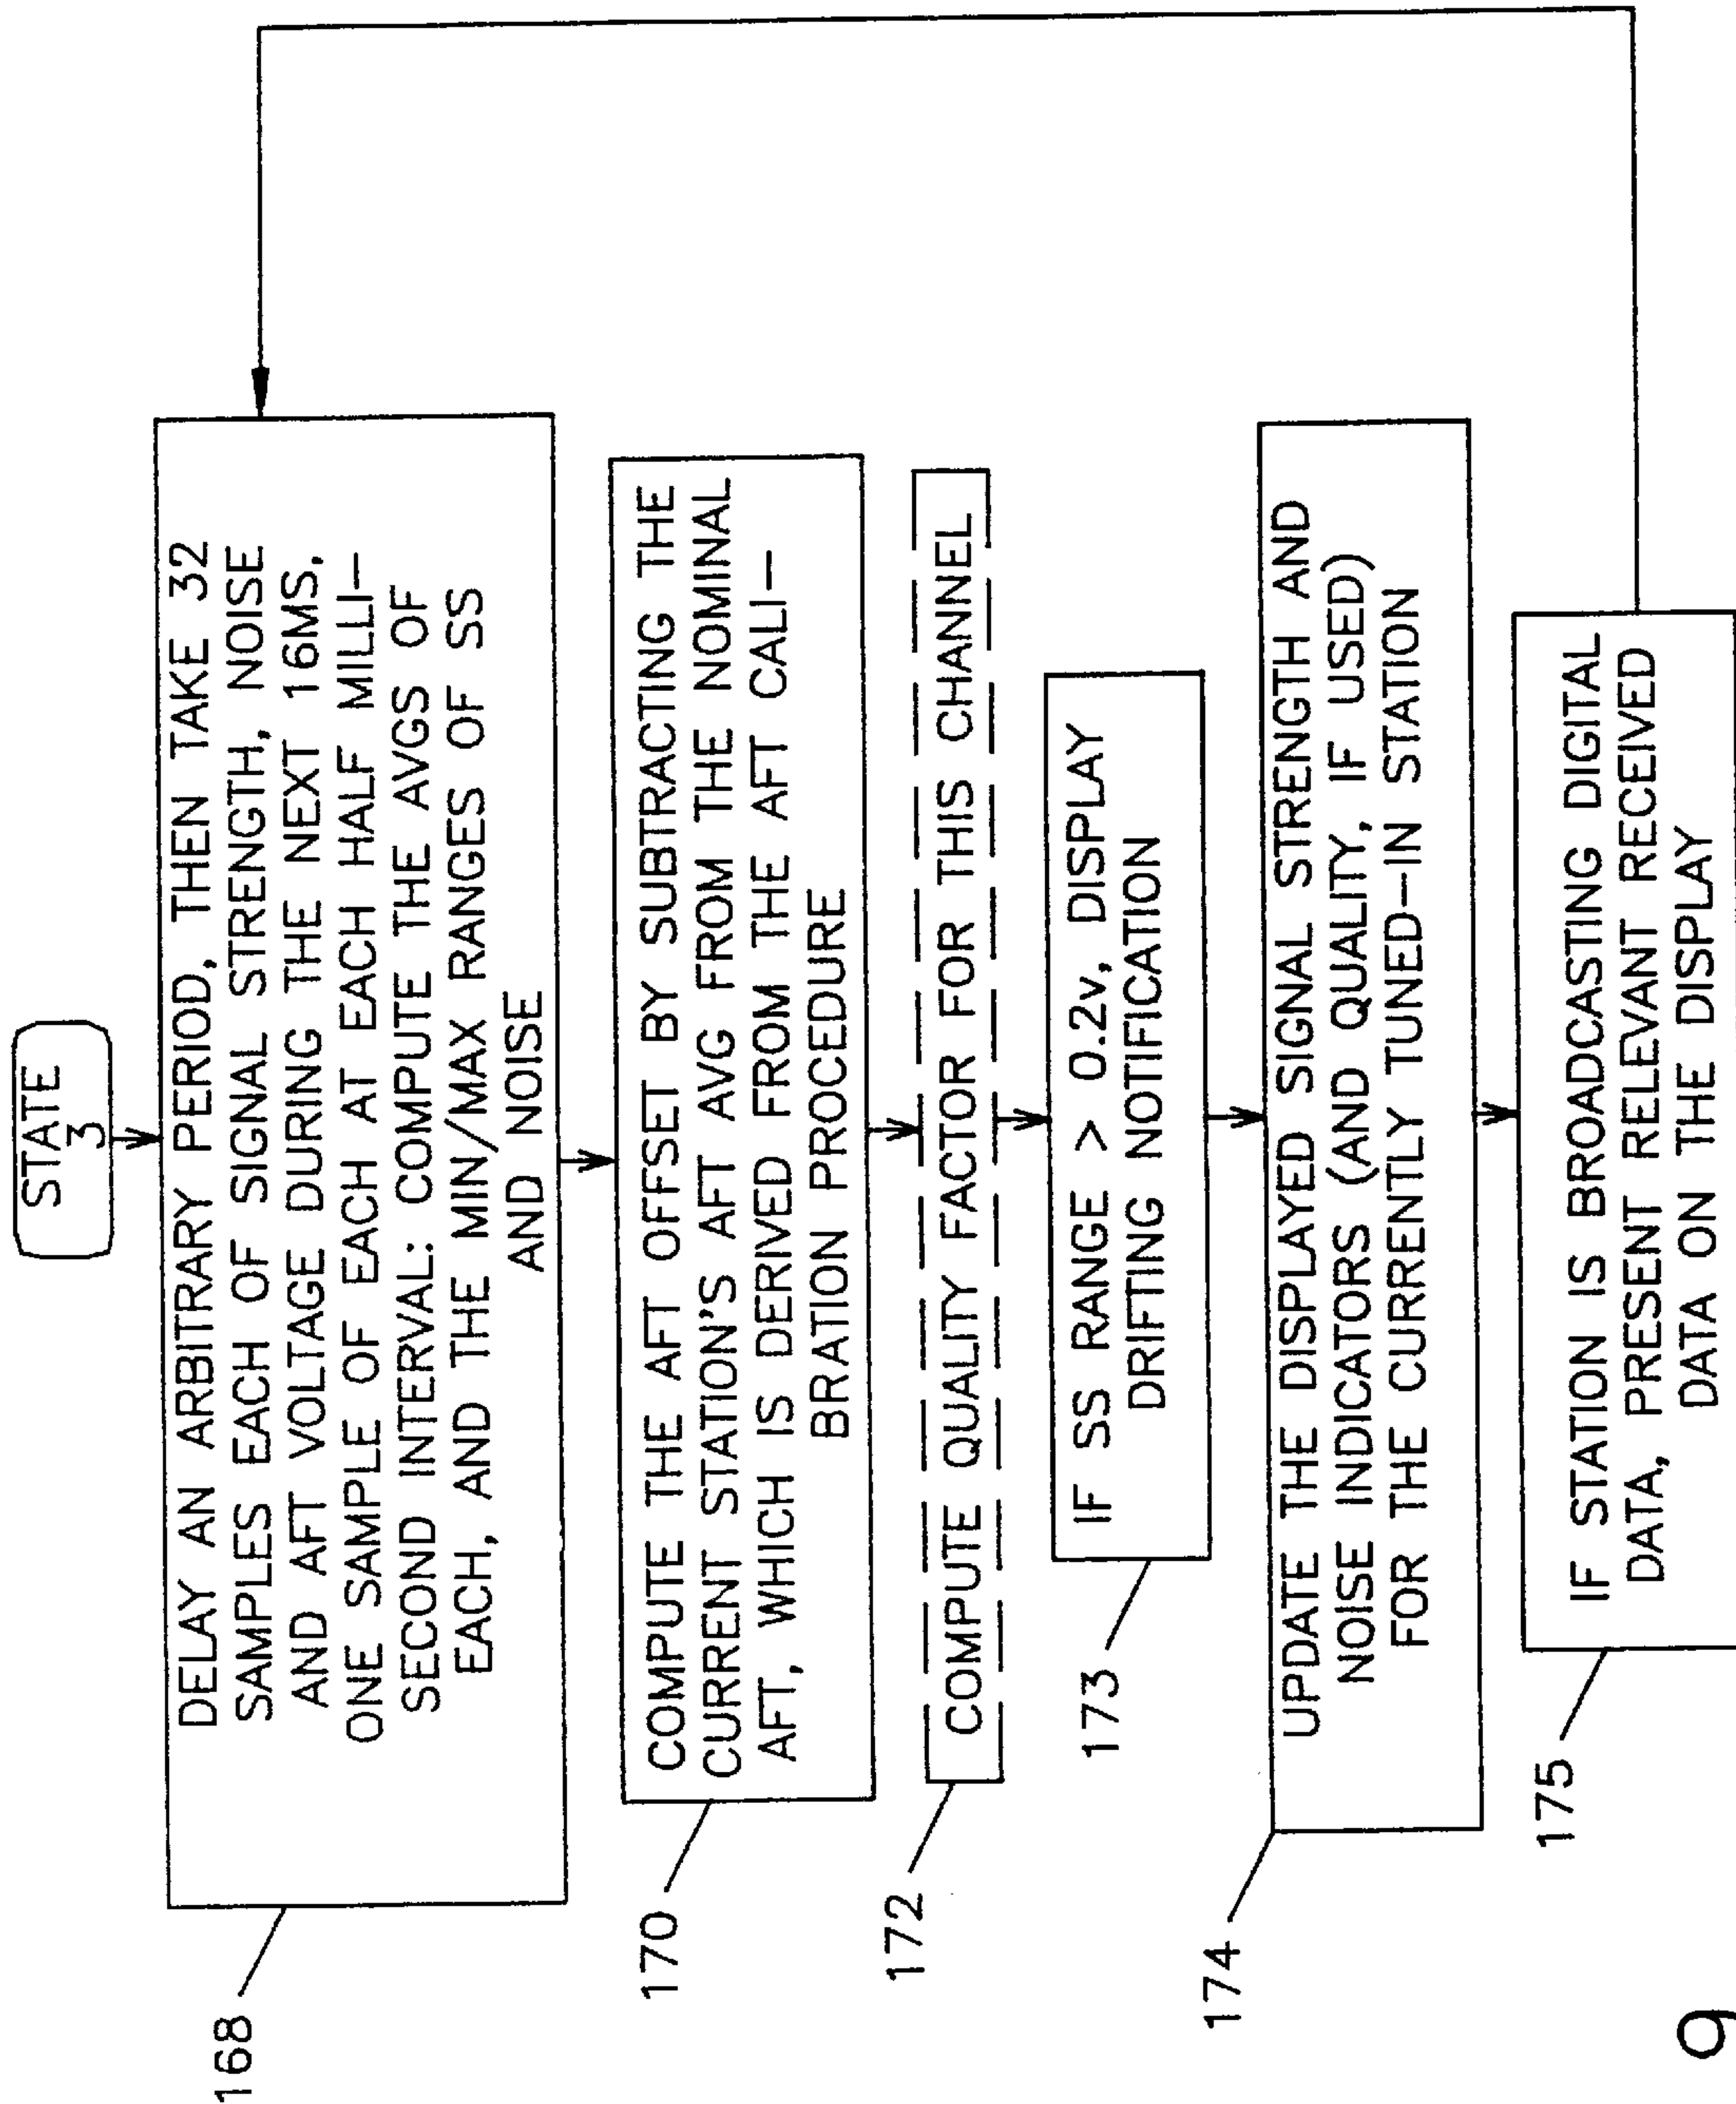 STATE
3
168
DELAY AN ARBITRARY PERIOD, THEN TAKE 32
SAMPLES EACH OF SIGNAL STRENGTH, NOISE
AND AFT VOLTAGE DURING THE NEXT 16MS,
ONE SAMPLE OF EACH AT EACH HALF MILLI–
SECOND INTERVAL: COMPUTE THE AVGS OF
EACH, AND THE MIN/MAX RANGES OF SS
AND NOISE
170
COMPUTE THE AFT OFFSET BY SUBTRACTING THE
CURRENT STATION'S AFT AVG FROM THE NOMINAL
AFT, WHICH IS DERIVED FROM THE AFT CALI–
BRATION PROCEDURE
172
COMPUTE QUALITY FACTOR FOR THIS CHANNEL
173
IF SS RANGE > 0.2v, DISPLAY
DRIFTING NOTIFICATION
174
UPDATE THE DISPLAYED SIGNAL STRENGTH AND
NOISE INDICATORS (AND QUALITY, IF USED)
FOR THE CURRENTLY TUNED–IN STATION
175
IF STATION IS BROADCASTING DIGITAL
DATA, PRESENT RELEVANT RECEIVED
DATA ON THE DISPLAY
9